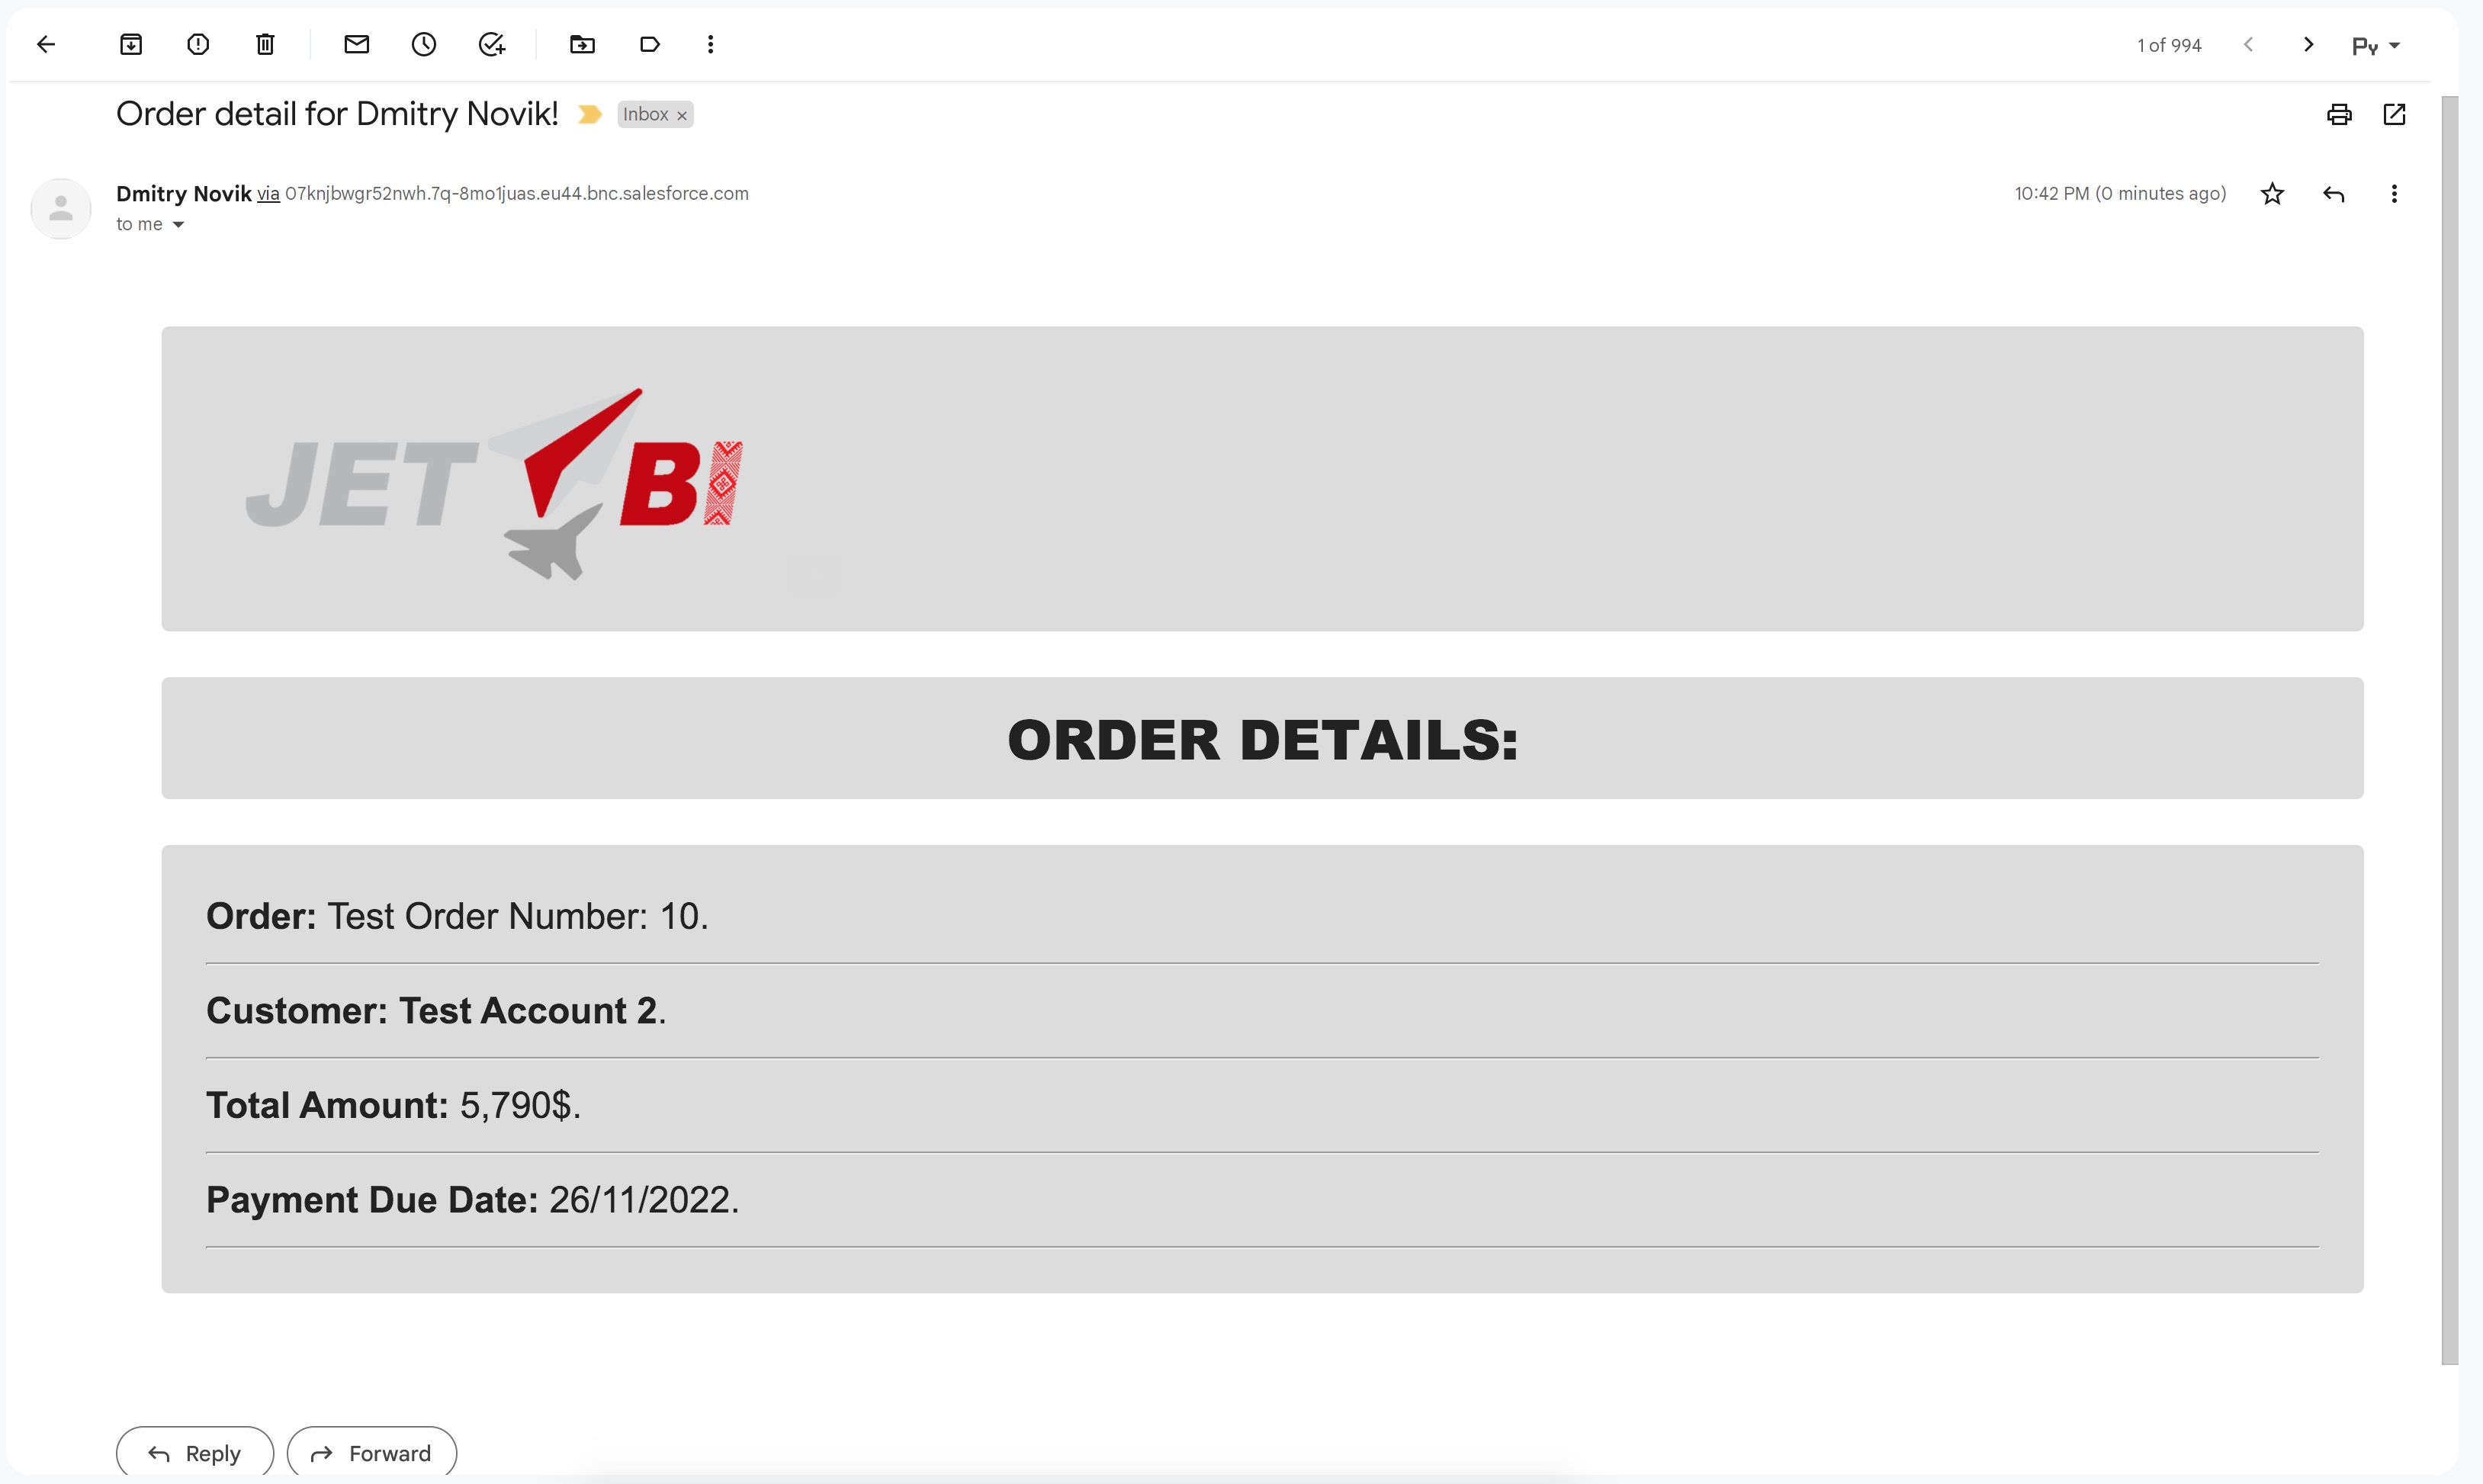 1 of 994
Ру
Order detail for Dmitry Novik!
Inbox ×
Dmitry Novik via 07knjbwgr52nwh.7q-8mo1juas.eu44.bnc.salesforce.com
10:42 PM (0 minutes ago)
to me
JET BI
ORDER DETAILS:
Order: Test Order Number: 10.
Customer: Test Account 2.
Total Amount: 5,790$.
Payment Due Date: 26/11/2022.
Reply
Forward